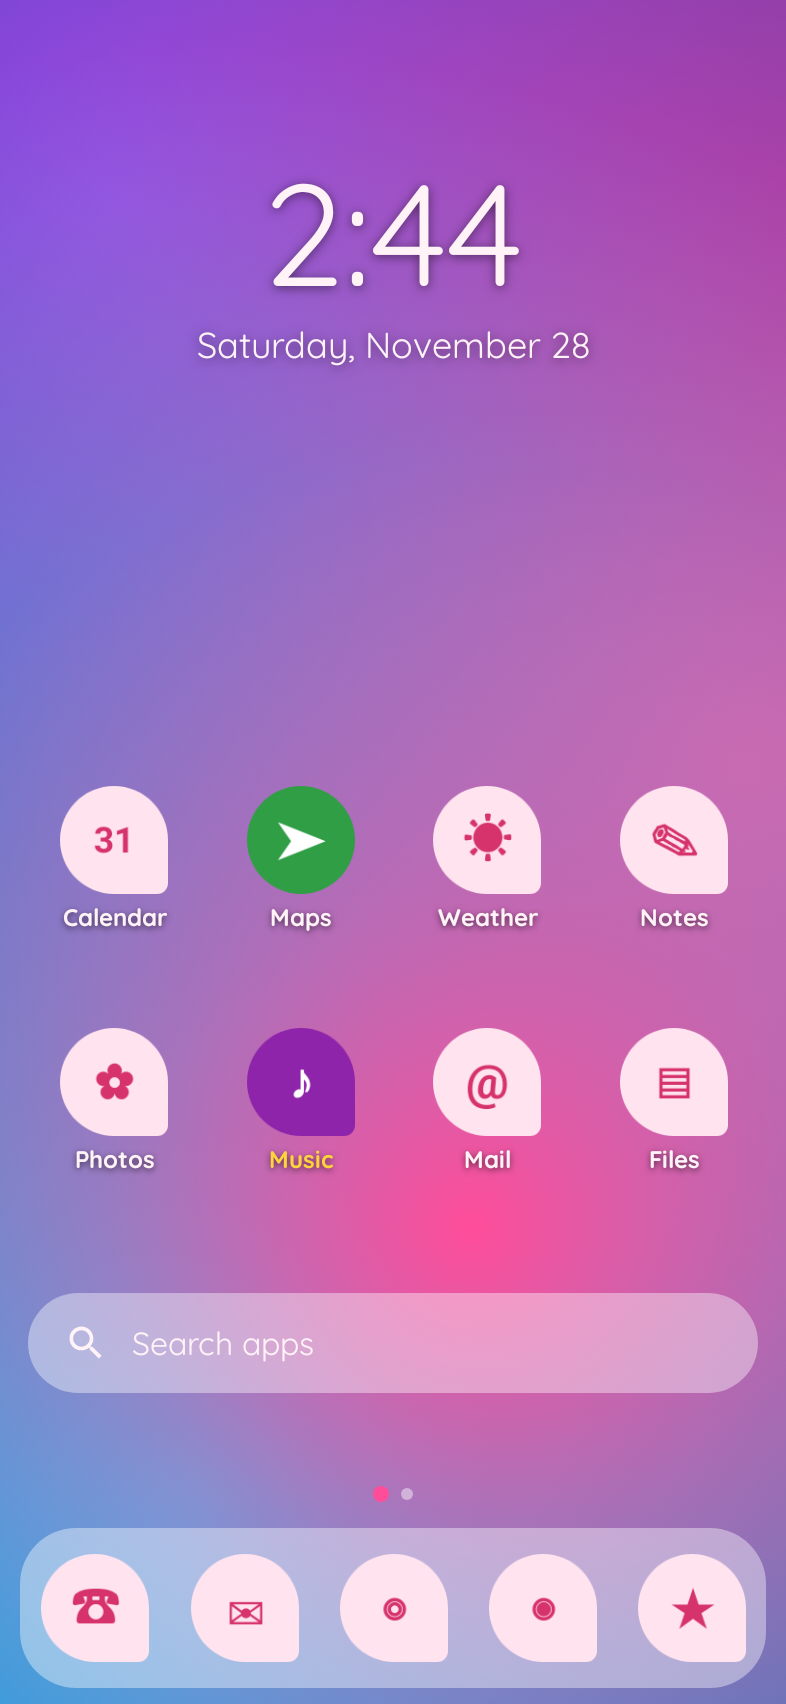 2:44
Saturday, November 28
31
Calendar
Maps
Weather
Notes
Photos
Music
@
Mail
Files
Search apps